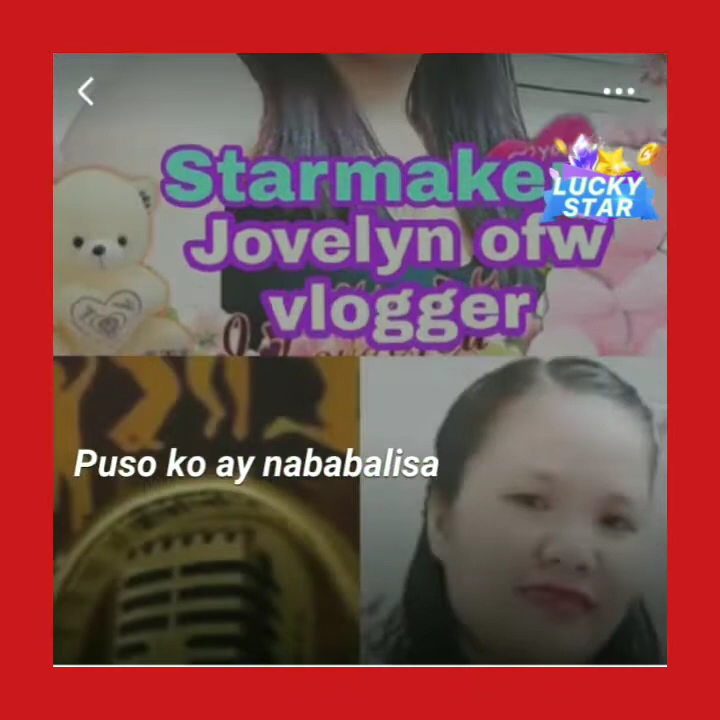 Starmake
LUCKY
STAR
Jovelyn ofw
vlogger
Puso ko ay nababalisa